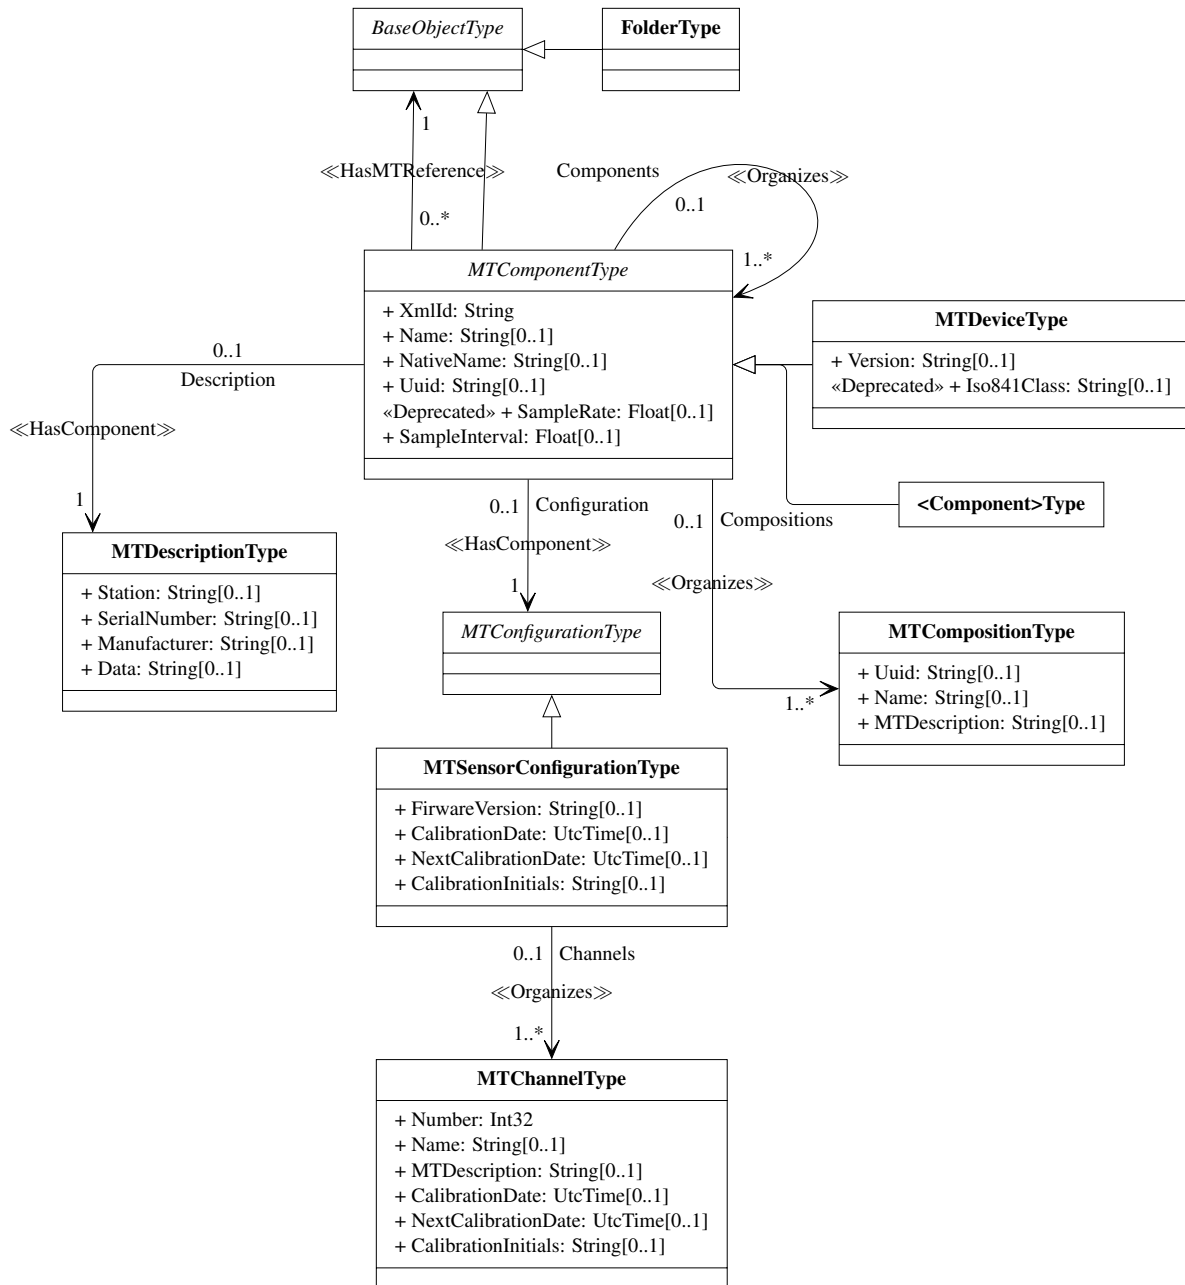 BaseObjectType
FolderType
1
≪HasMTReference≫
0..*
Components
≪Organizes≫
0..1
1..*
MTComponentType
+ XmlId: String
+ Name: String[0..1]
+ NativeName: String[0..1]
+ Uuid: String[0..1]
«Deprecated» + SampleRate: Float[0..1]
+ SampleInterval: Float[0..1]
MTDeviceType
+ Version: String[0..1]
«Deprecated» + Iso841Class: String[0..1]
<Component>Type
0..1
Description
≪HasComponent≫
1
MTDescriptionType
+ Station: String[0..1]
+ SerialNumber: String[0..1]
+ Manufacturer: String[0..1]
+ Data: String[0..1]
0..1
Configuration
≪HasComponent≫
1
MTConfigurationType
0..1
Compositions
≪Organizes≫
1..*
MTCompositionType
+ Uuid: String[0..1]
+ Name: String[0..1]
+ MTDescription: String[0..1]
MTSensorConfigurationType
+ FirwareVersion: String[0..1]
+ CalibrationDate: UtcTime[0..1]
+ NextCalibrationDate: UtcTime[0..1]
+ CalibrationInitials: String[0..1]
0..1
Channels
≪Organizes≫
1..*
MTChannelType
+ Number: Int32
+ Name: String[0..1]
+ MTDescription: String[0..1]
+ CalibrationDate: UtcTime[0..1]
+ NextCalibrationDate: UtcTime[0..1]
+ CalibrationInitials: String[0..1]